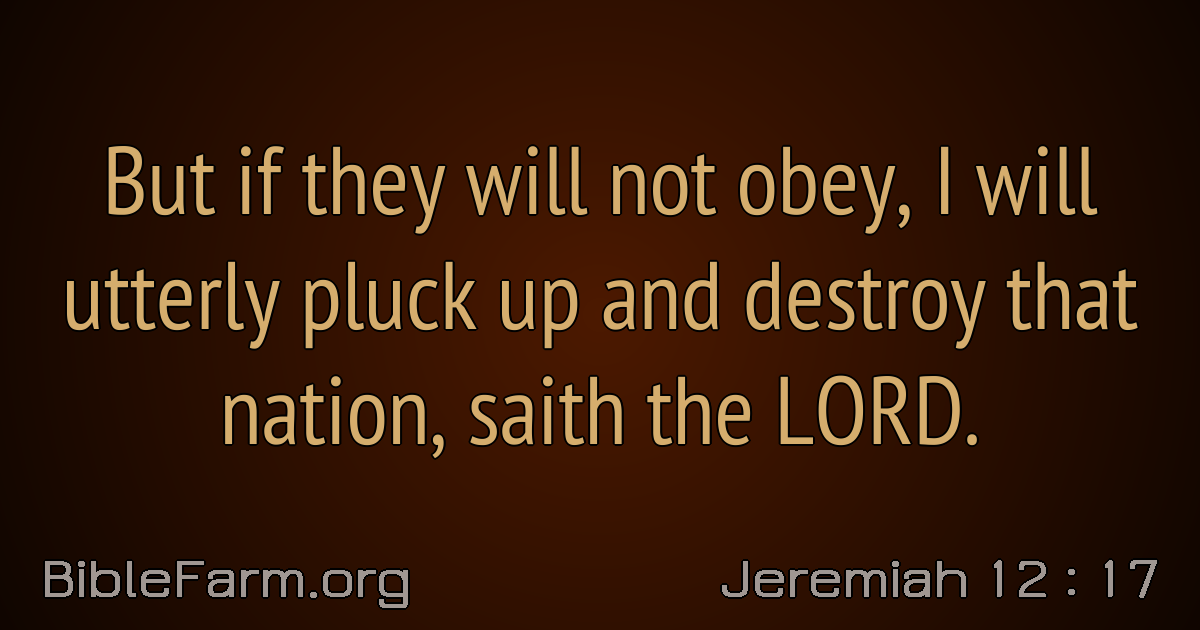 But if they will not obey, I will
utterly pluck up and destroy that
nation, saith the LORD.
BibleFarm.org
Jeremiah 12 : 17